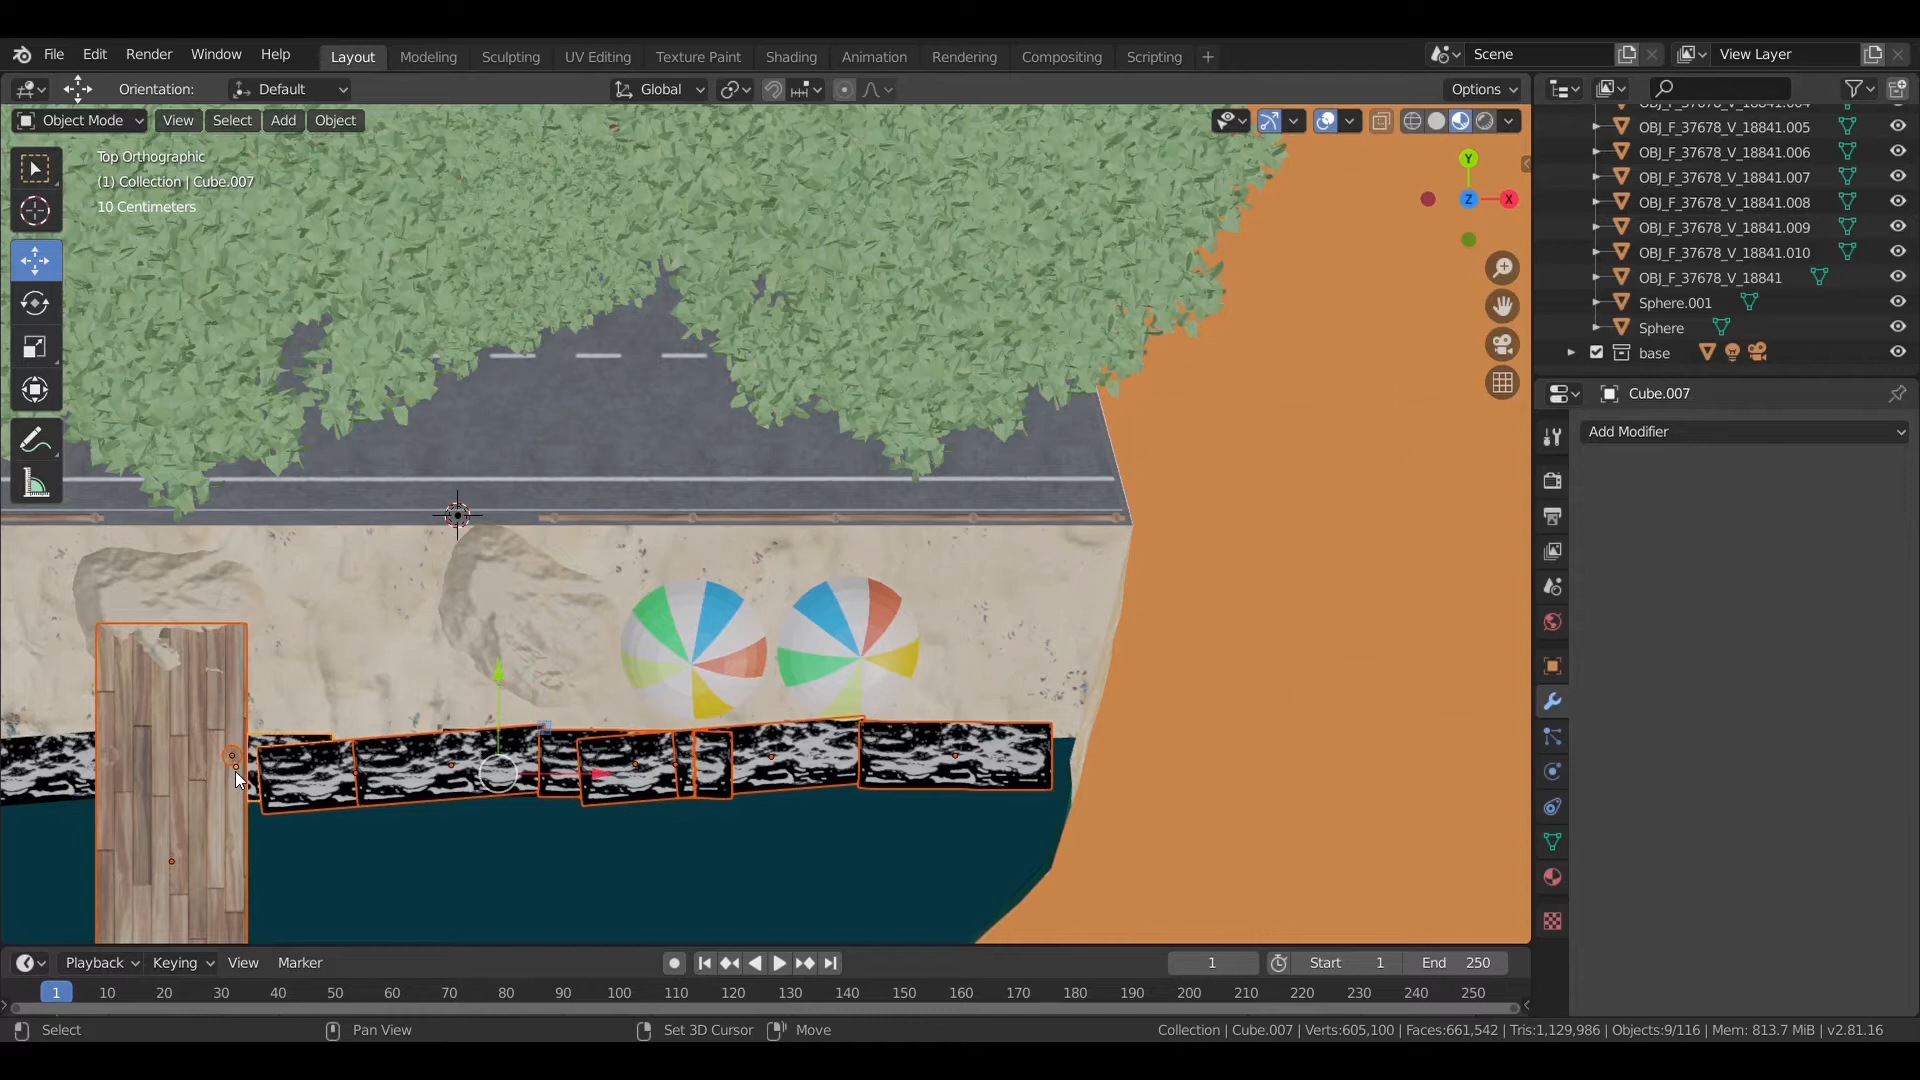 File Edit Render Window Help Layout Modeling Sculpting UV Editing Texture Paint Shading Animation Rendering Compositing Scripting + Scene View Layer
Orientation: Default Global Options
Object Mode View Select Add Object
Top Orthographic
(1) Collection | Cube.007
10 Centimeters
Y
Z
X
OBJ_F_37678_V_18841.004
OBJ_F_37678_V_18841.005
OBJ_F_37678_V_18841.006
OBJ_F_37678_V_18841.007
OBJ_F_37678_V_18841.008
OBJ_F_37678_V_18841.009
OBJ_F_37678_V_18841.010
OBJ_F_37678_V_18841
Sphere.001
Sphere
base
Cube.007
Add Modifier
Playback Keying View Marker 1 Start 1 End 250
1 10 20 30 40 50 60 70 80 90 100 110 120 130 140 150 160 170 180 190 200 210 220 230 240 250
Select Pan View Set 3D Cursor Move Collection | Cube.007 | Verts:605,100 | Faces:661,542 | Tris:1,129,986 | Objects:9/116 | Mem: 813.7 MiB | v2.81.16